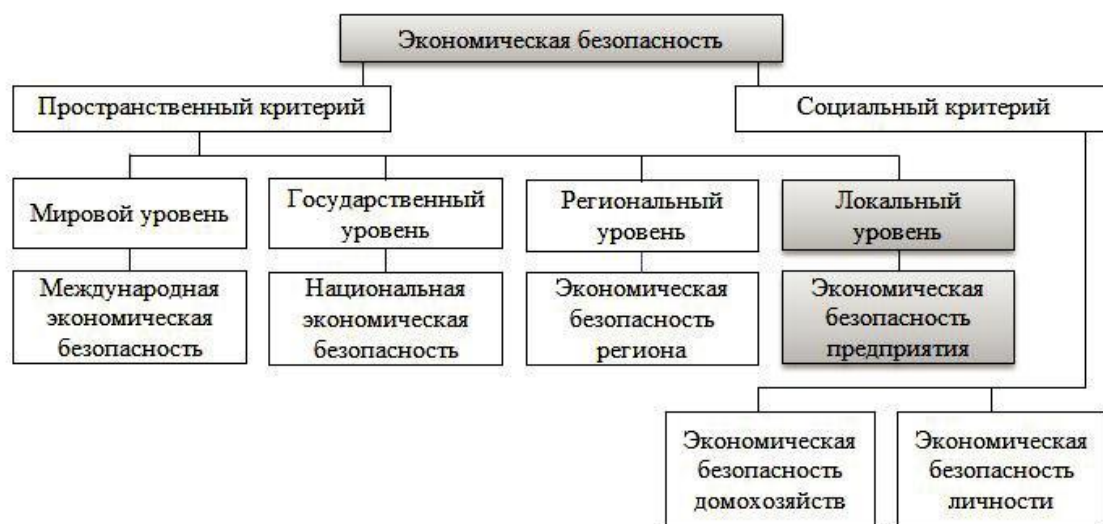 Экономическая безопасность
Пространственный критерий
Социальный критерий
Мировой уровень
Государственный
уровень
Региональный
уровень
Локальный
уровень
Международная
экономическая
безопасность
Национальная
экономическая
безопасность
Экономическая
безопасность
региона
Экономическая
безопасность
предприятия
Экономическая
безопасность
домохозяйств
Экономическая
безопасность
личности